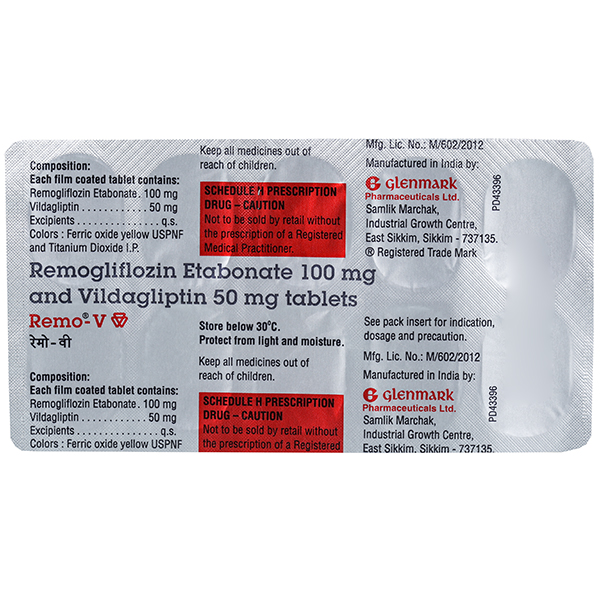 Composition:
Each film coated tablet contains:
Remogliflozin Etabonate. 100 mg
Vildagliptin . . . . . . . . . . . 50 mg
Excipients . . . . . . . . . . . . . q.s.
Colors : Ferric oxide yellow USPNF
and Titanium Dioxide I.P.
Keep all medicines out of
reach of children.
SCHEDULE H PRESCRIPTION
DRUG – CAUTION
Not to be sold by retail without
the prescription of a Registered
Medical Practitioner.
Mfg. Lic. No.: M/602/2012
Manufactured in India by:
G glenmark
Pharmaceuticals Ltd.
Samlik Marchak,
Industrial Growth Centre,
East Sikkim, Sikkim - 737135.
® Registered Trade Mark
PD43396
Remogliflozin Etabonate 100 mg
and Vildagliptin 50 mg tablets
Remo®-V
रेमो - वी
Store below 30°C.
Protect from light and moisture.
See pack insert for indication,
dosage and precaution.
Composition:
Each film coated tablet contains:
Remogliflozin Etabonate. 100 mg
Vildagliptin . . . . . . . . . . . 50 mg
Excipients . . . . . . . . . . . . . q.s.
Colors : Ferric oxide yellow USPNF
Keep all medicines out of
reach of children.
SCHEDULE H PRESCRIPTION
DRUG – CAUTION
Not to be sold by retail without
the prescription of a Registered
Mfg. Lic. No.: M/602/2012
Manufactured in India by:
G glenmark
Pharmaceuticals Ltd.
Samlik Marchak,
Industrial Growth Centre,
East Sikkim, Sikkim - 737135.
PD43396